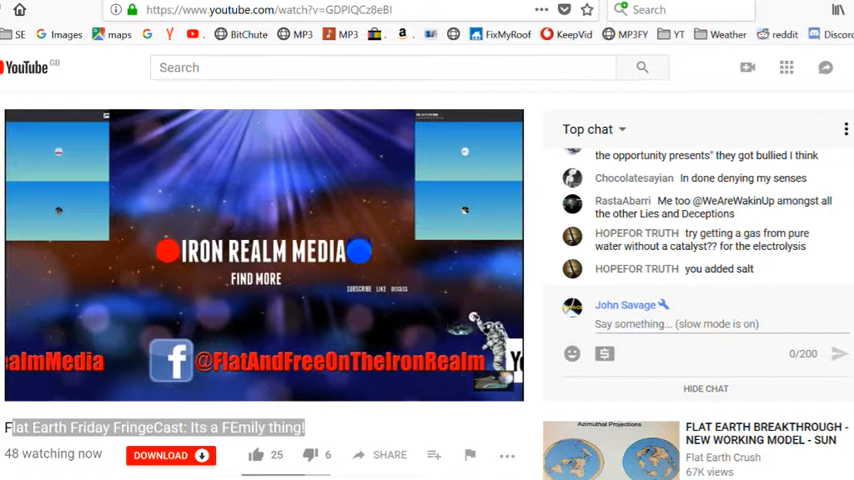 https://www.youtube.com/watch?v=GDPIQCz8eBI
Search
SE Images maps BitChute MP3 MP3 FixMyRoof KeepVid MP3FY YT Weather reddit Discord
YouTube GB
Search
Top chat
the opportunity presents" they got bullied I think
Chocolatesayian In done denying my senses
RastaAbarri Me too @WeAreWakinUp amongst all
the other Lies and Deceptions
HOPEFOR TRUTH try getting a gas from pure
water without a catalyst?? for the electrolysis
HOPEFOR TRUTH you added salt
John Savage
Say something... (slow mode is on)
0/200
HIDE CHAT
IRON REALM MEDIA
FIND MORE
SUBSCRIBE LIKE DISCUSS
ealmMedia
@FlatAndFreeOnTheIronRealm
Yo
Flat Earth Friday FringeCast: Its a FEmily thing!
48 watching now
DOWNLOAD
25
6
SHARE
Azimuthal Projections
FLAT EARTH BREAKTHROUGH -
NEW WORKING MODEL - SUN
Flat Earth Crush
67K views